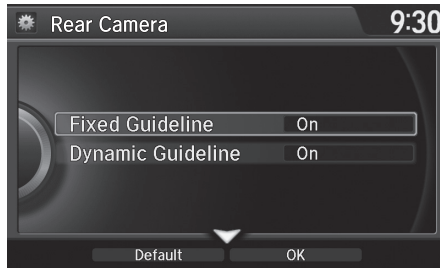 Rear Camera 9:30
Fixed Guideline On
Dynamic Guideline On
Default OK